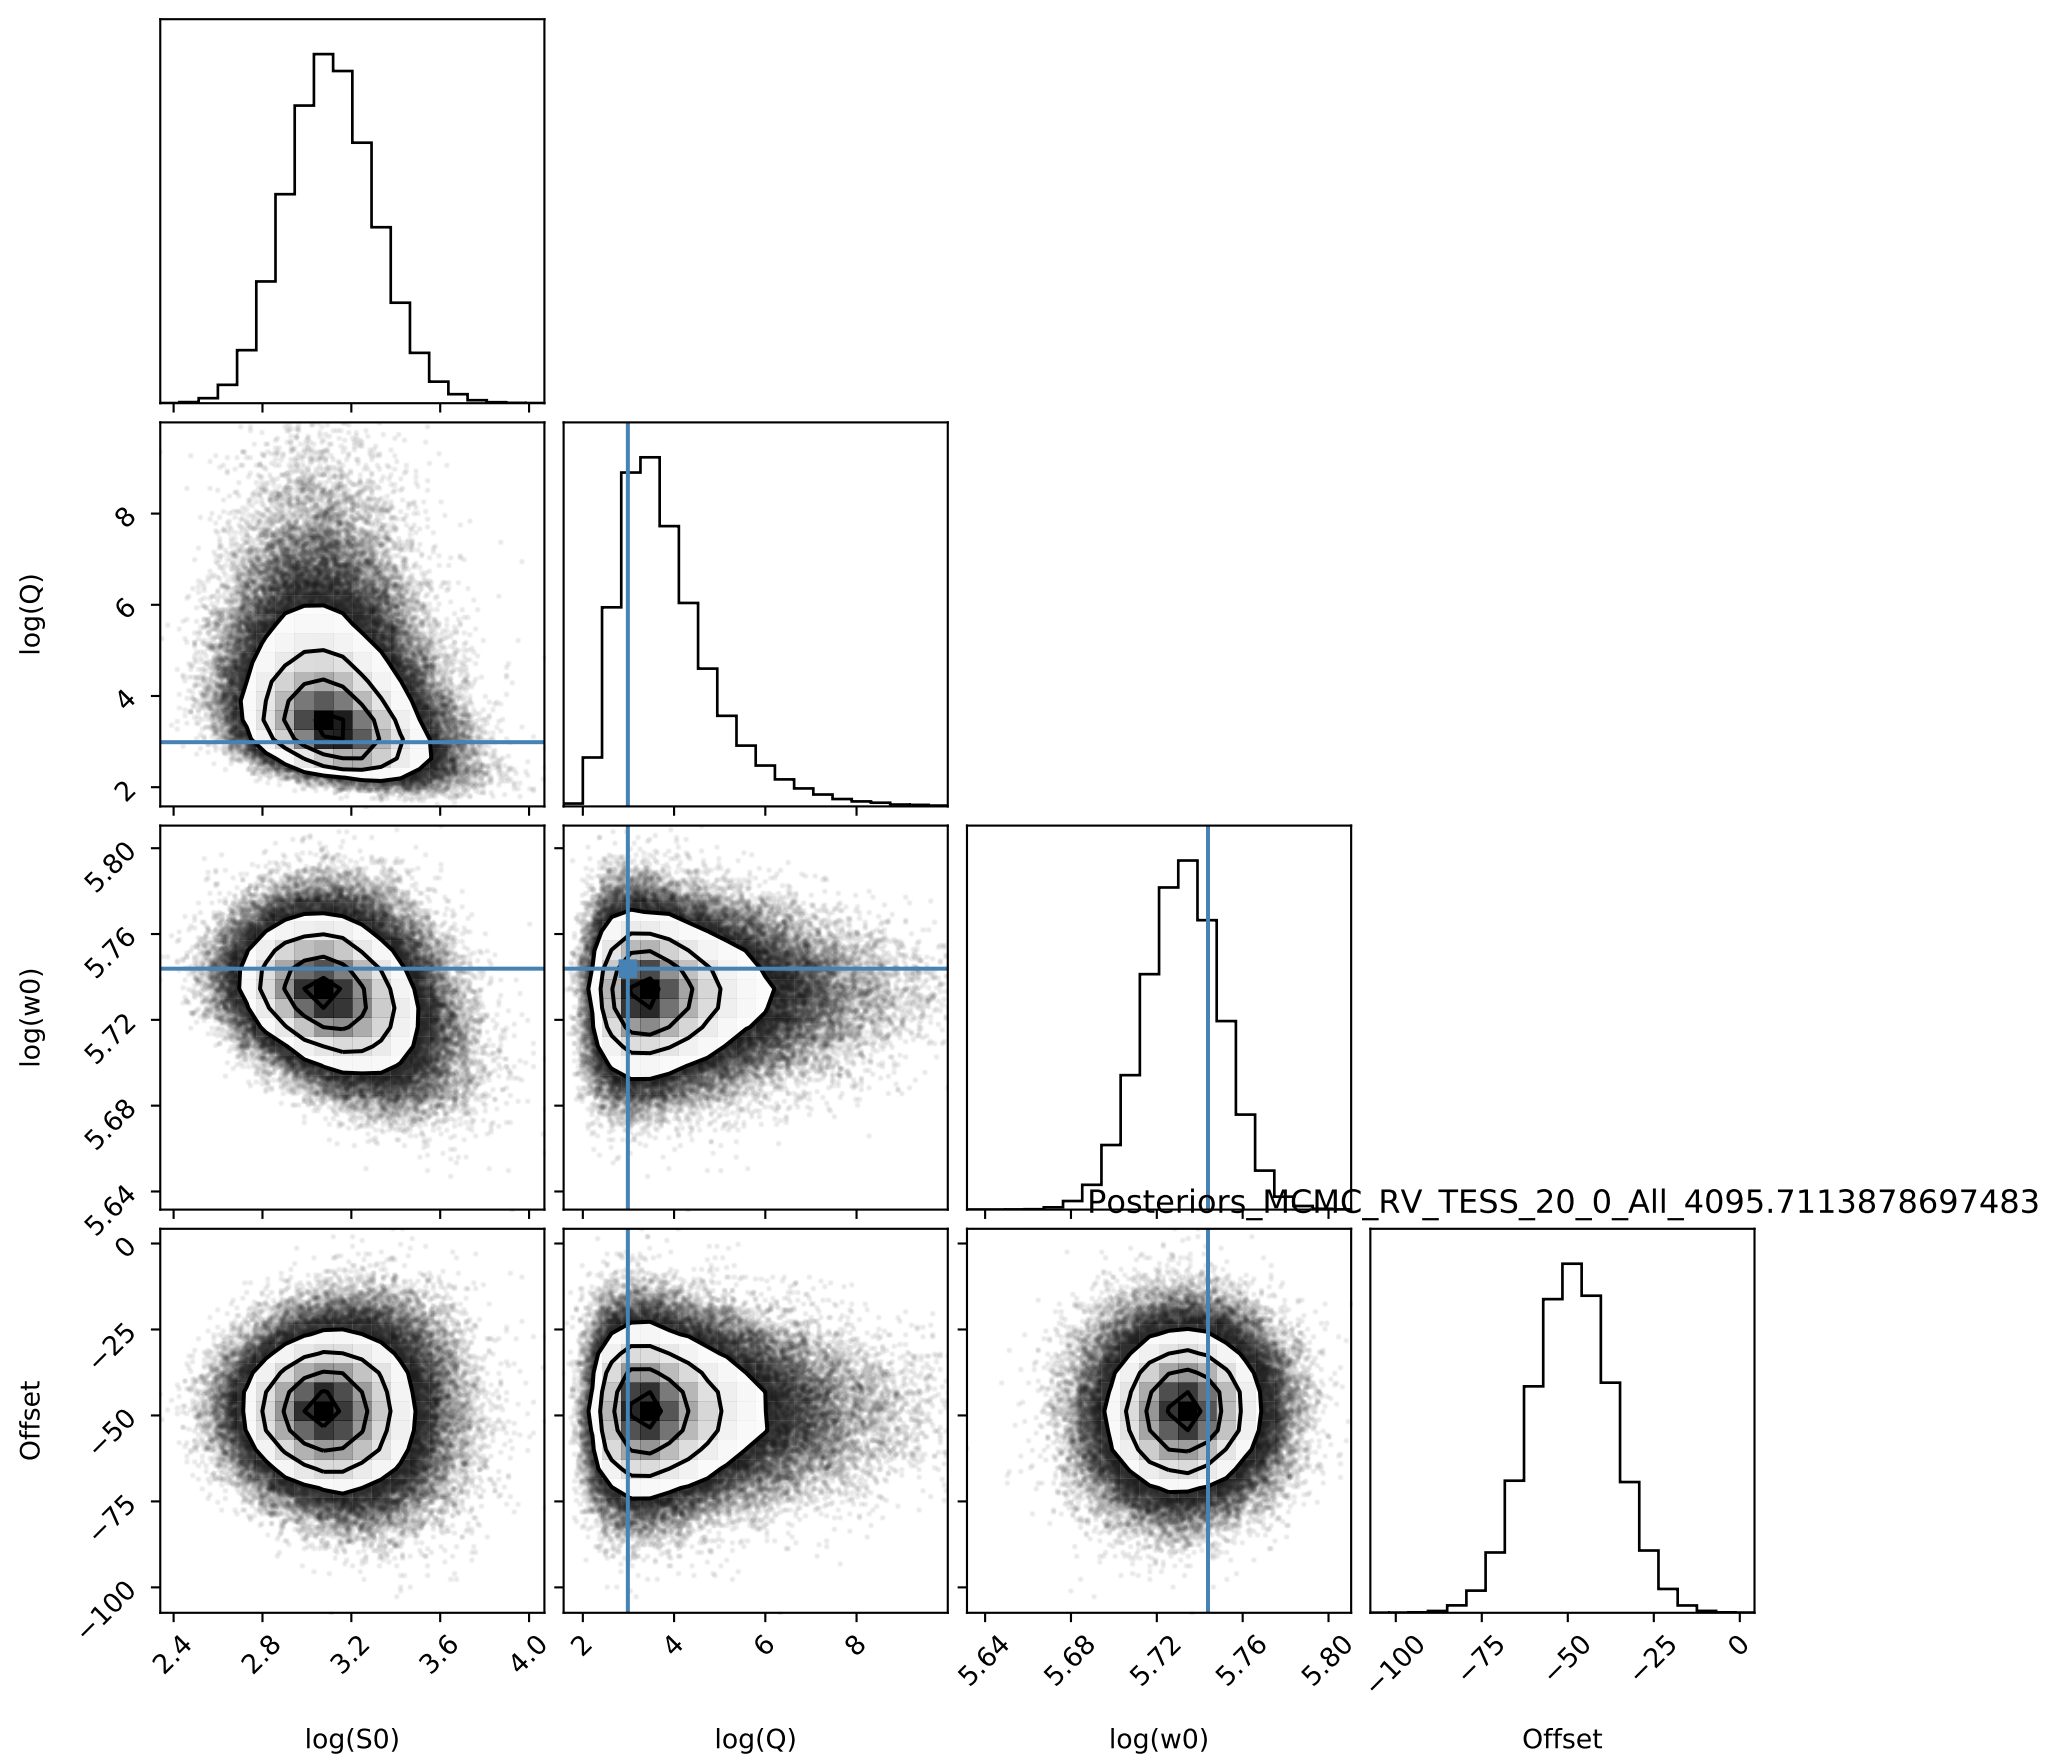 log(Q)
8
6
4
2
log(w0)
5.80
5.76
5.72
5.68
5.64
Posteriors_MCMC_RV_TESS_20_0_All_4095.7113878697483
Offset
0
−25
−50
−75
−100
2.4 2.8 3.2 3.6 4.0
2 4 6 8
5.64 5.68 5.72 5.76 5.80
−100 −75 −50 −25 0
log(S0) log(Q) log(w0) Offset